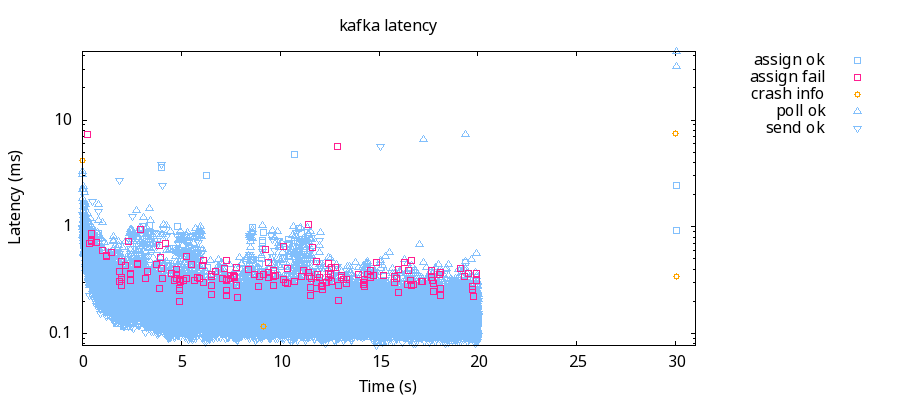 kafka latency
assign ok
assign fail
crash info
poll ok
send ok
Latency (ms)
10
1
0.1
0 5 10 15 20 25 30
Time (s)